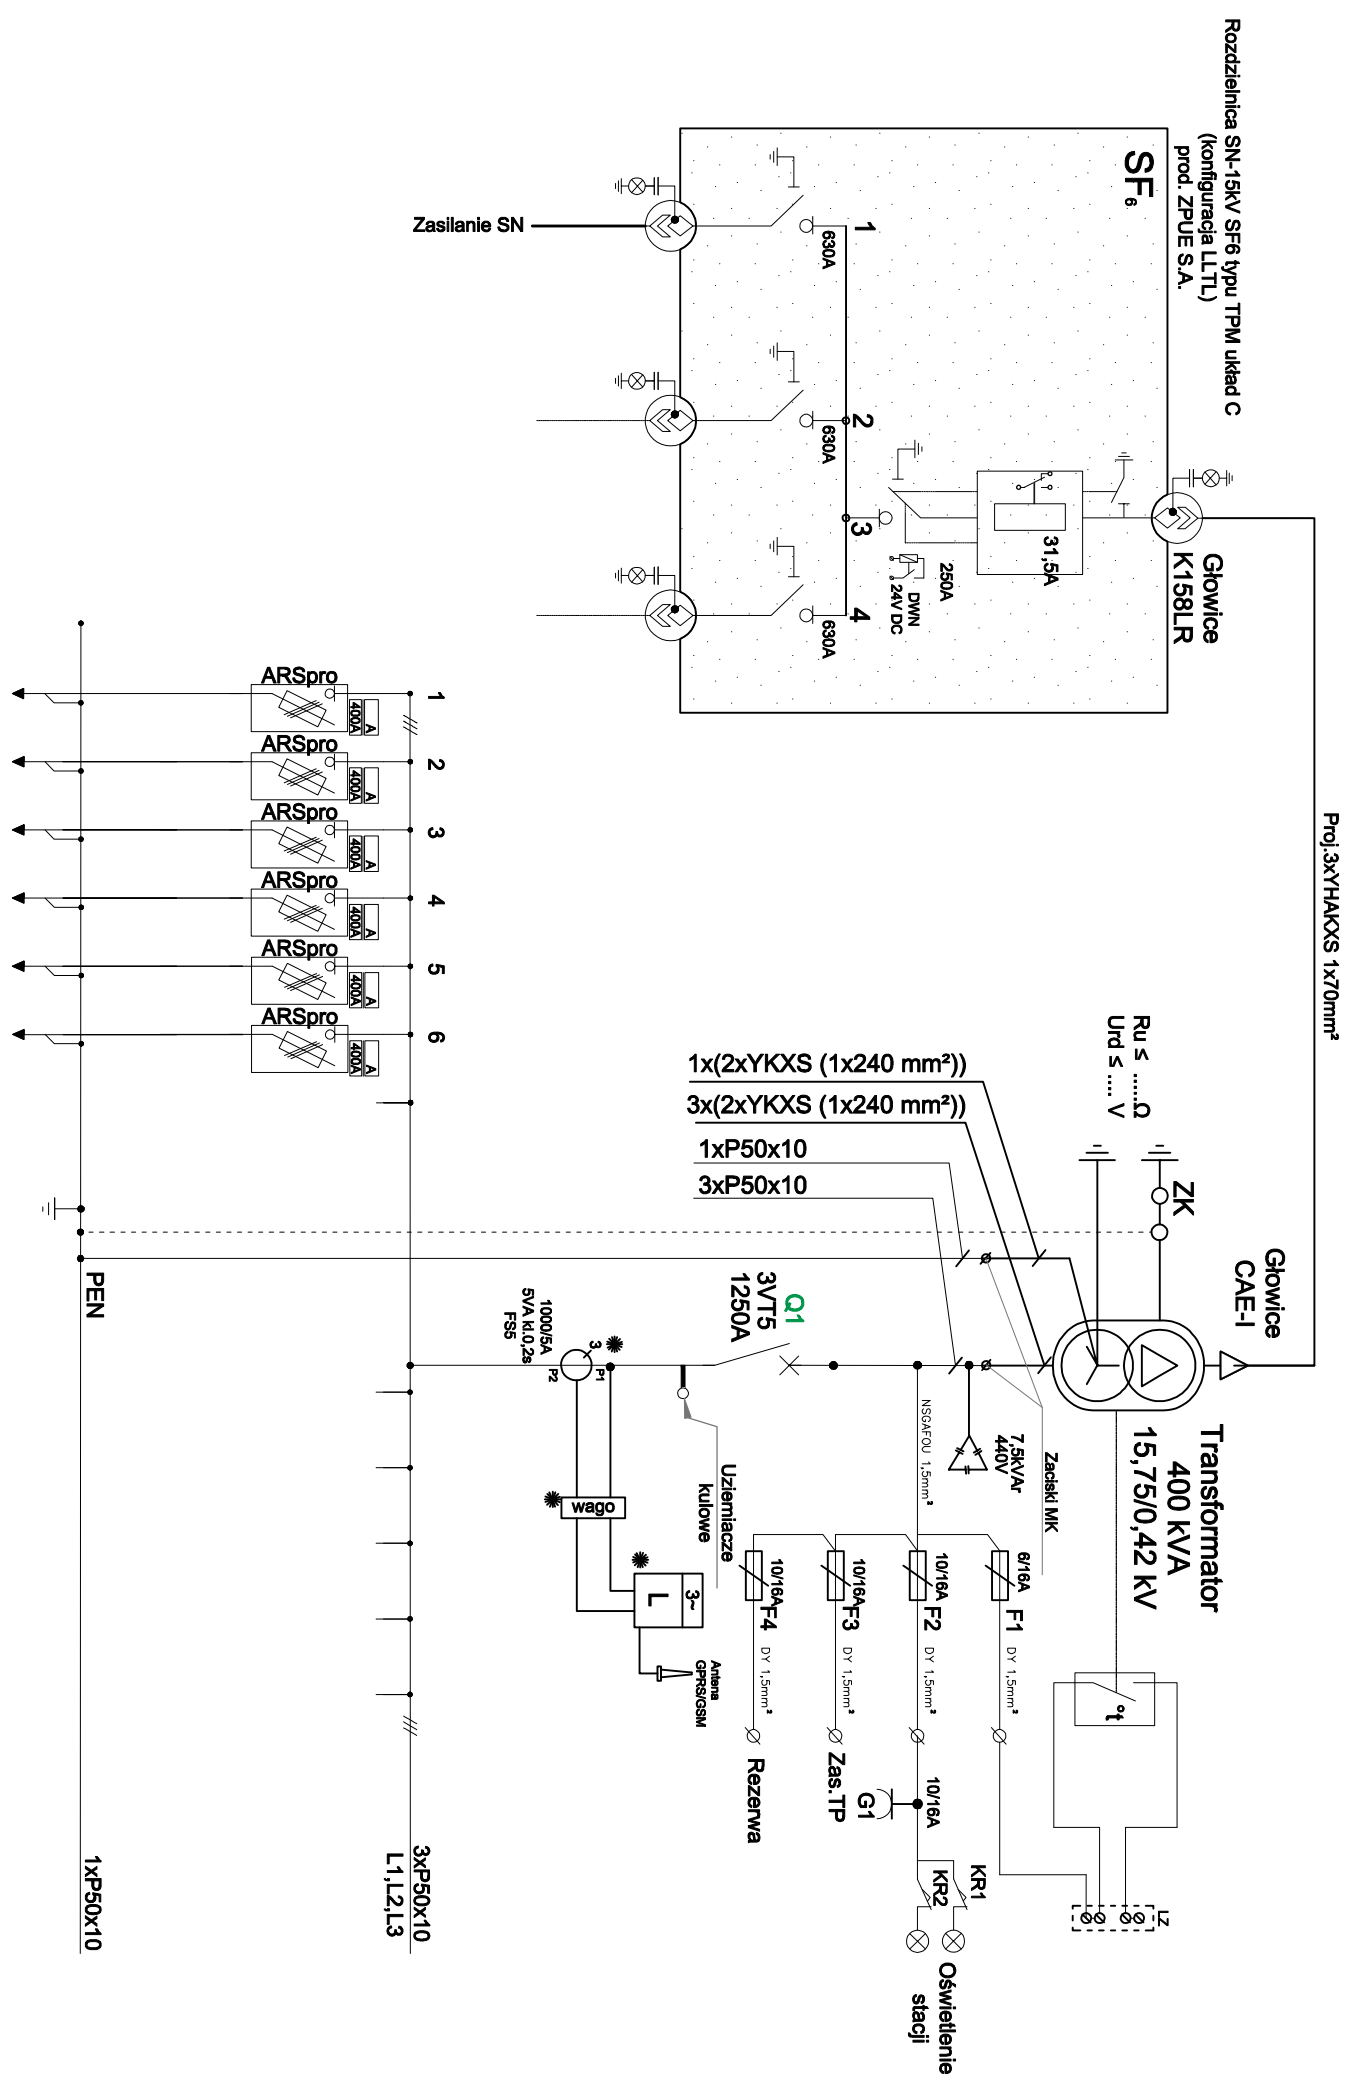 Rozdzielnica SN-15kV SF6 typu TPM układ C
(konfiguracja LLTL)
prod. ZPUE S.A.
SF6
Zasilanie SN
1
630A
2
630A
3
250A
DWN
24V DC
31,5A
4
630A
Głowice
K158LR
Proj.3xYHAKXS 1x70mm²
ARSpro
400A
A
1
ARSpro
400A
A
2
ARSpro
400A
A
3
ARSpro
400A
A
4
ARSpro
400A
A
5
ARSpro
400A
A
6
1x(2xYKXS (1x240 mm²))
3x(2xYKXS (1x240 mm²))
1xP50x10
3xP50x10
Ru ≤ ......Ω
Urd ≤ .... V
ZK
Głowice
CAE-I
Transformator
400 kVA
15,75/0,42 kV
PEN
Q1
3VT5
1250A
1000/5A
5VA kl.0,2s
FS5
3
P1
P2
NSGAFOU 1,5mm²
7,5kVAr
440V
Zaciski MK
Uziemiacze
kulowe
wago
L
3~
Antena
GPRS/GSM
6/16A
F1
DY 1,5mm²
10/16A
F2
DY 1,5mm²
10/16A
F3
DY 1,5mm²
10/16A
F4
DY 1,5mm²
t°
Rezerwa
Zas.TP
G1
10/16A
KR1
KR2
LZ
Oświetlenie
stacji
3xP50x10
L1,L2,L3
1xP50x10